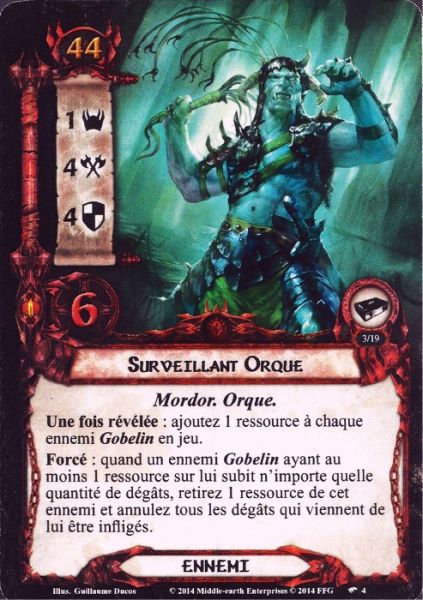 44
1
4
4
6
3/19
Surveillant Orque
Mordor. Orque.
Une fois révélée : ajoutez 1 ressource à chaque
ennemi Gobelin en jeu.
Forcé : quand un ennemi Gobelin ayant au
moins 1 ressource sur lui subit n'importe quelle
quantité de dégâts, retirez 1 ressource de cet
ennemi et annulez tous les dégâts qui viennent de
lui être infligés.
ENNEMI
Illus. Guillaume Ducos © 2014 Middle-earth Enterprises © 2014 FFG 4